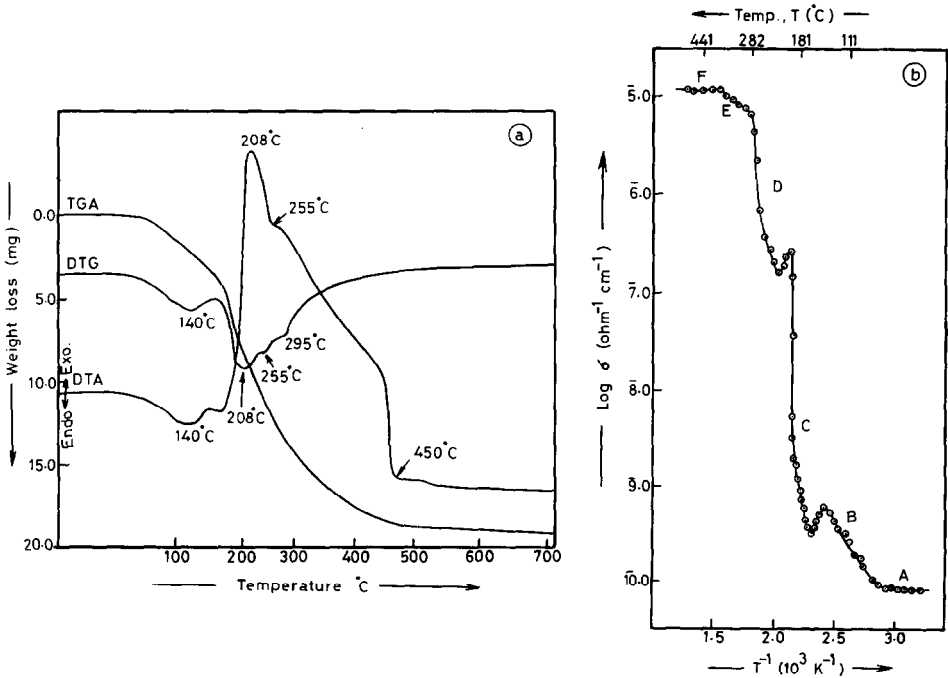 a
208°C
255°C
TGA
DTG
140°C
295°C
255°C
208°C
DTA
140°C
450°C
Endo Exo.
Weight loss (mg)
0.0
5.0
10.0
15.0
20.0
100 200 300 400 500 600 700
Temperature °C
Temp., T (°C)
441 282 181 111
b
F
E
D
C
B
A
5̄.0
6̄.0
7.0
8.0
9.0
1̄0.0
Log σ (ohm⁻¹ cm⁻¹)
1.5 2.0 2.5 3.0
T⁻¹ (10³ K⁻¹)